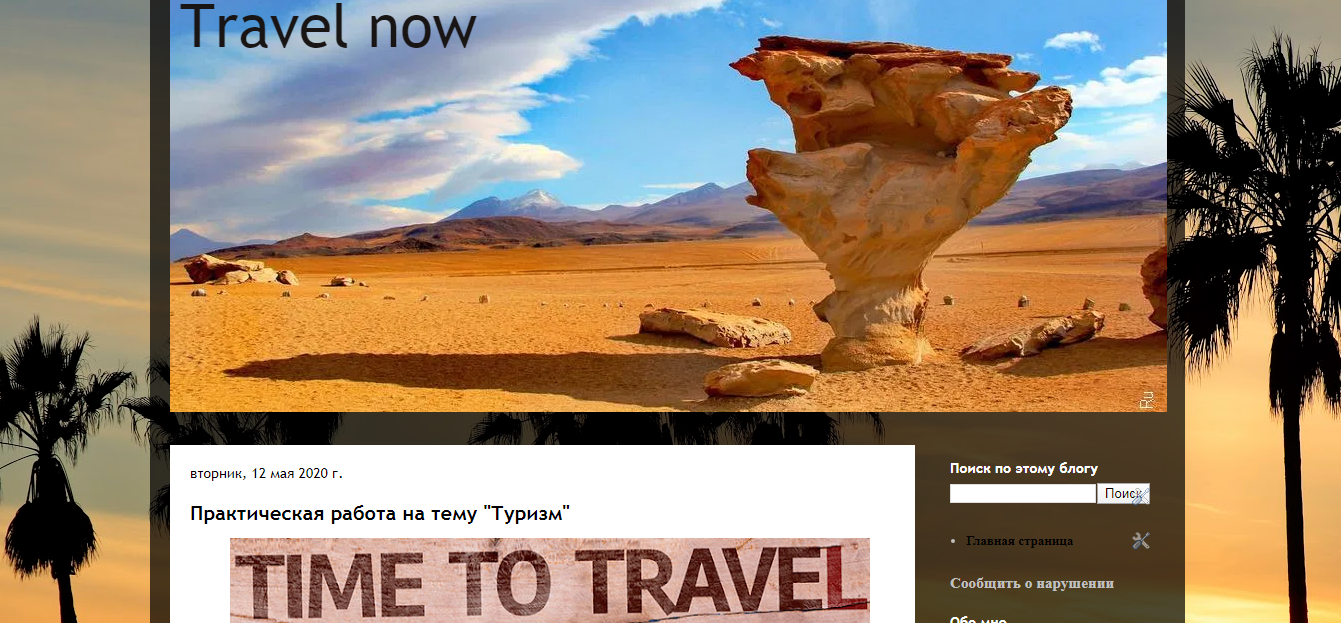 Travel now
Ru
вторник, 12 мая 2020 г.
Практическая работа на тему "Туризм"
TIME TO TRAVEL
Поиск по этому блогу
Поиск
Главная страница
Сообщить о нарушении
Обо мне